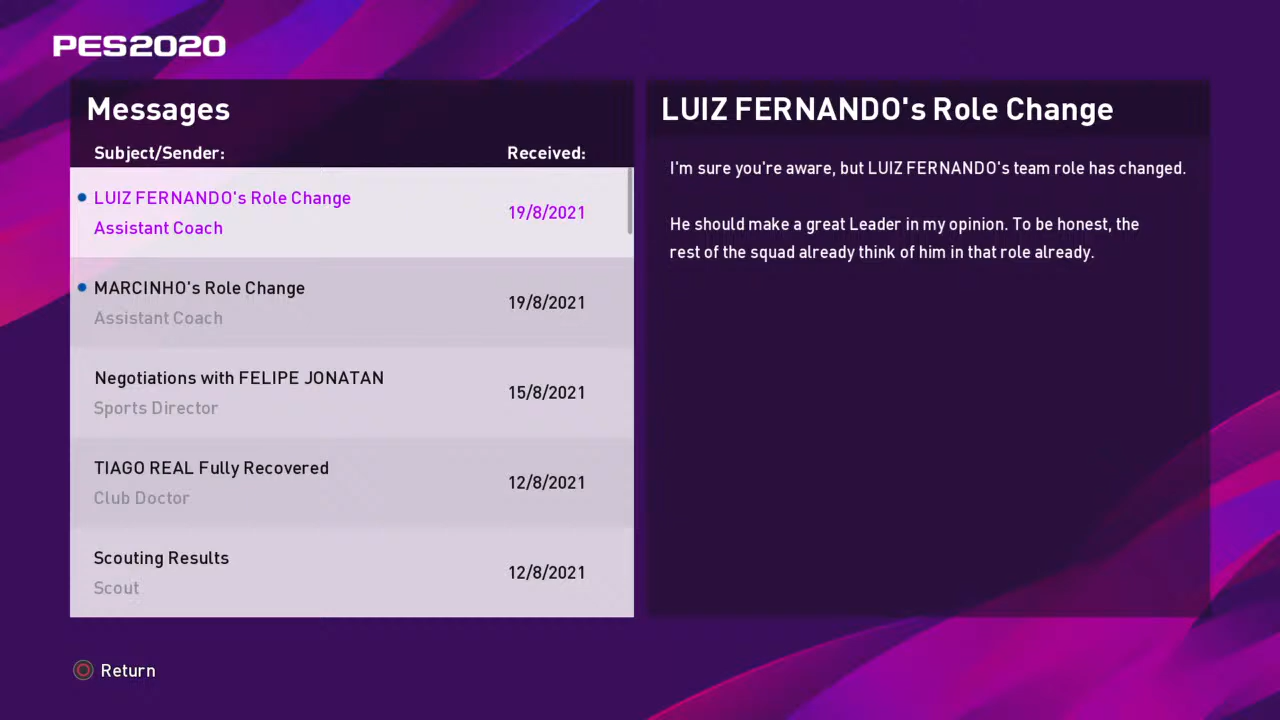 PES2020
Messages
Subject/Sender:
Received:
LUIZ FERNANDO's Role Change
Assistant Coach
19/8/2021
MARCINHO's Role Change
Assistant Coach
19/8/2021
Negotiations with FELIPE JONATAN
Sports Director
15/8/2021
TIAGO REAL Fully Recovered
Club Doctor
12/8/2021
Scouting Results
Scout
12/8/2021
LUIZ FERNANDO's Role Change
I'm sure you're aware, but LUIZ FERNANDO's team role has changed.
He should make a great Leader in my opinion. To be honest, the
rest of the squad already think of him in that role already.
Return